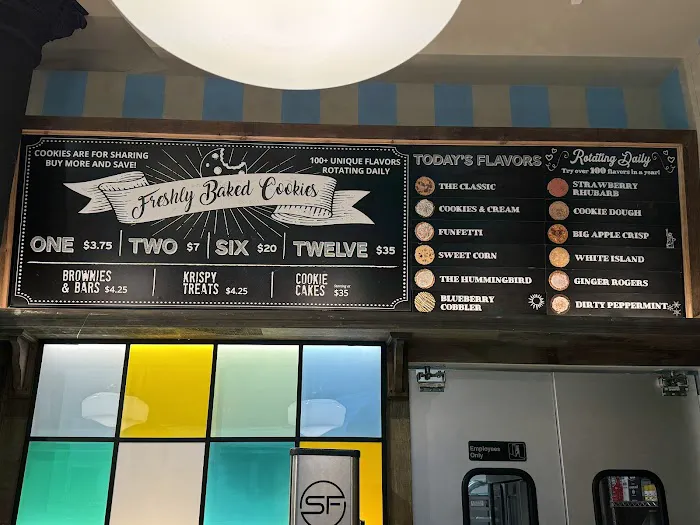 COOKIES ARE FOR SHARING
BUY MORE AND SAVE!
100+ UNIQUE FLAVORS
ROTATING DAILY
Freshly Baked Cookies
ONE $3.75 TWO $7 SIX $20 TWELVE $35
BROWNIES
& BARS $4.25
KRISPY
TREATS $4.25
COOKIE
CAKES
$35
TODAY'S FLAVORS
Rotating Daily
Try over 100 flavors in a year!
THE CLASSIC
COOKIES & CREAM
FUNFETTI
SWEET CORN
THE HUMMINGBIRD
BLUEBERRY
COBBLER
STRAWBERRY
RHUBARB
COOKIE DOUGH
BIG APPLE CRISP
WHITE ISLAND
GINGER ROGERS
DIRTY PEPPERMINT
Employees
Only
SF